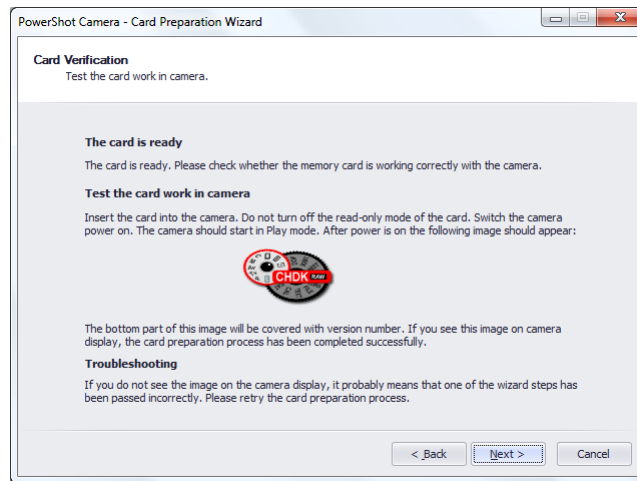 PowerShot Camera - Card Preparation Wizard
Card Verification
Test the card work in camera.
The card is ready
The card is ready. Please check whether the memory card is working correctly with the camera.
Test the card work in camera
Insert the card into the camera. Do not turn off the read-only mode of the card. Switch the camera
power on. The camera should start in Play mode. After power is on the following image should appear:
CHDK
The bottom part of this image will be covered with version number. If you see this image on camera
display, the card preparation process has been completed successfully.
Troubleshooting
If you do not see the image on the camera display, it probably means that one of the wizard steps has
been passed incorrectly. Please retry the card preparation process.
< Back Next > Cancel